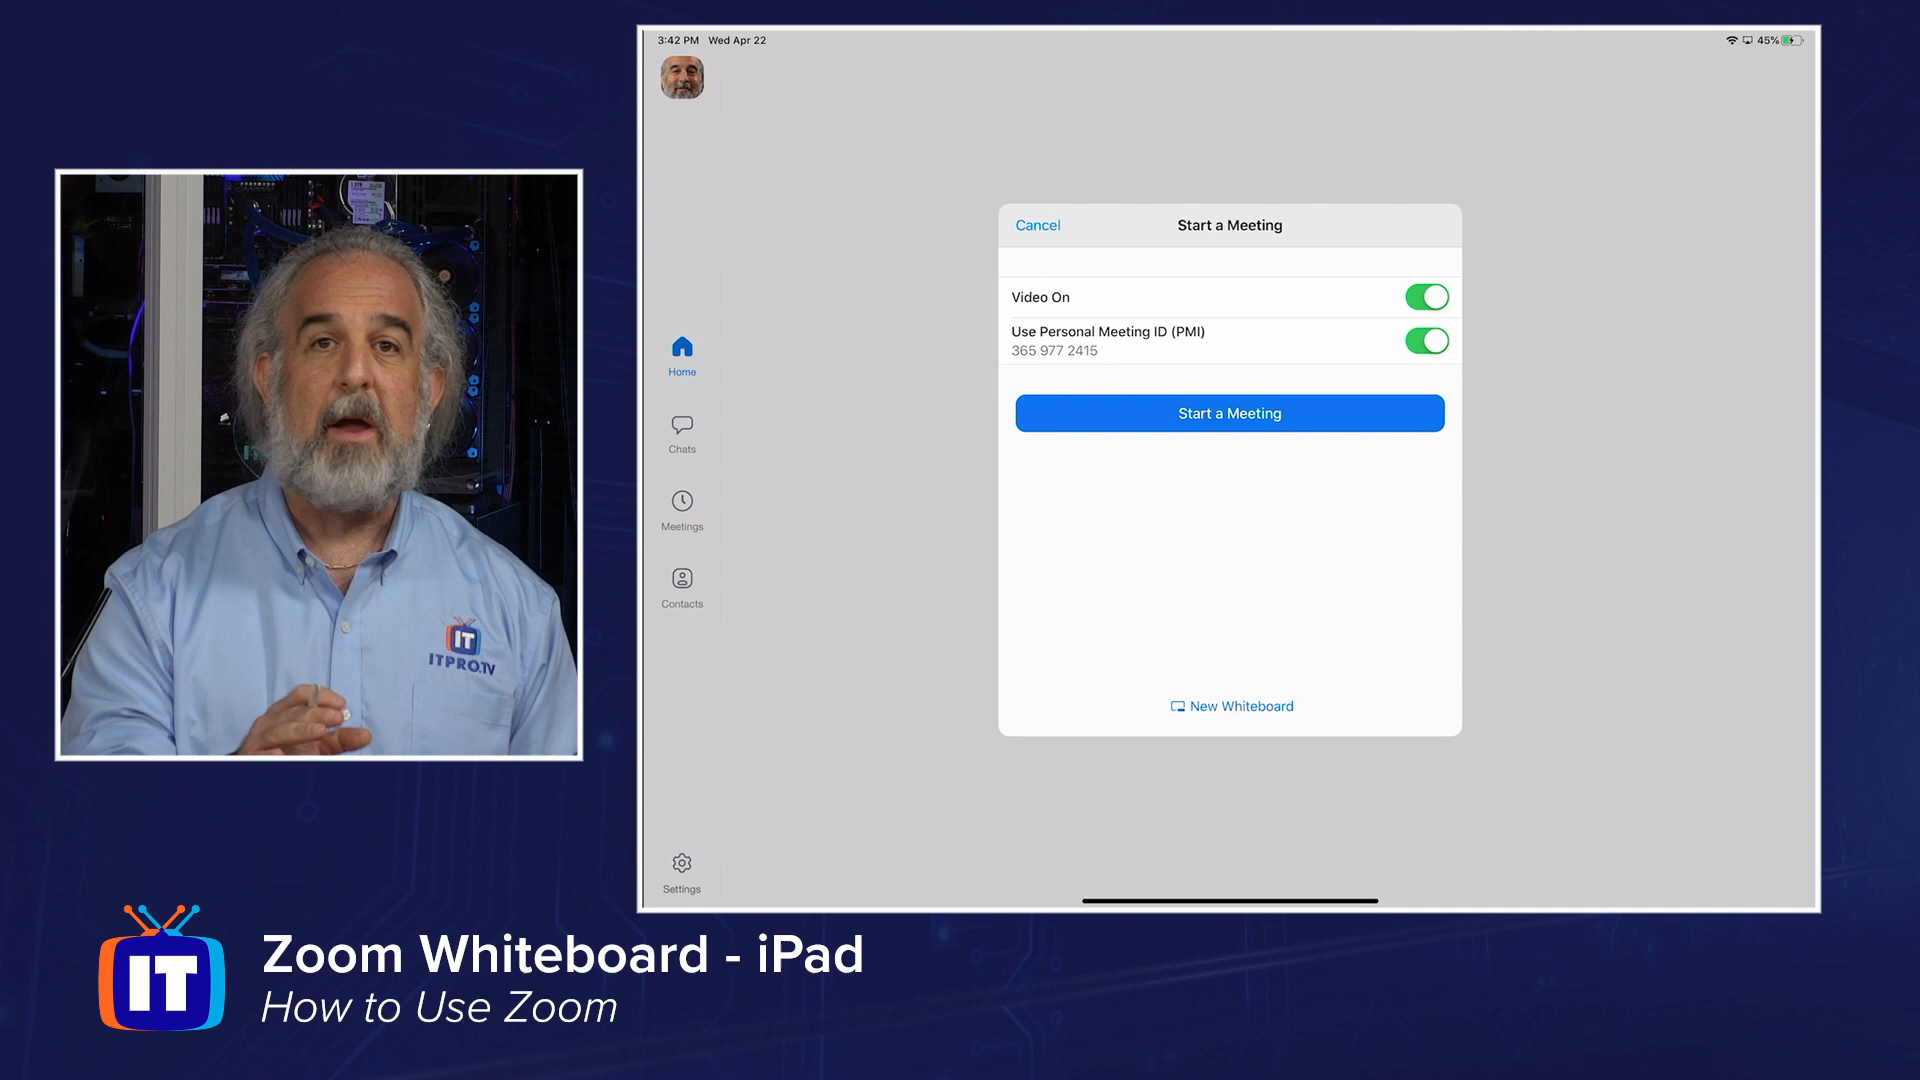 3:42 PM Wed Apr 22
45%
Cancel
Start a Meeting
Video On
Use Personal Meeting ID (PMI)
365 977 2415
Start a Meeting
New Whiteboard
Home
Chats
Meetings
Contacts
Settings
IT
ITPRO.TV
IT
Zoom Whiteboard - iPad
How to Use Zoom